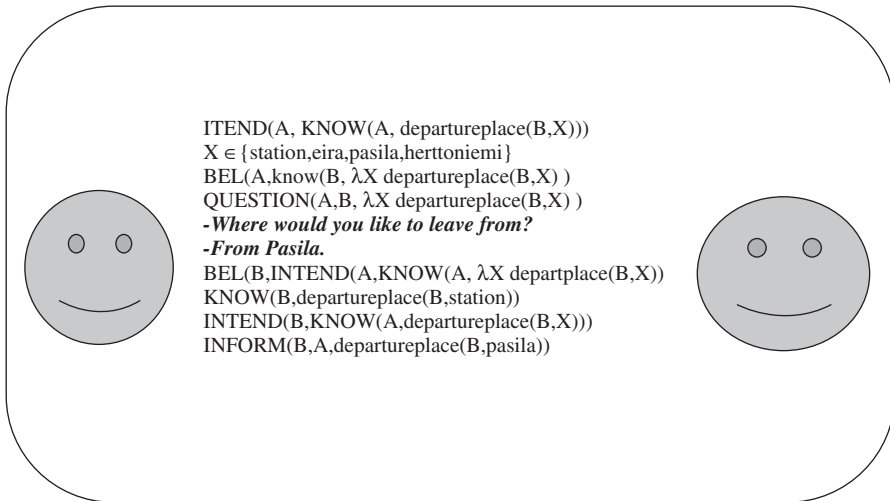 ITEND(A, KNOW(A, departureplace(B,X)))
X ∈ {station,eira,pasila,herttoniemi}
BEL(A,know(B, λX departureplace(B,X) )
QUESTION(A,B, λX departureplace(B,X) )
-Where would you like to leave from?
-From Pasila.
BEL(B,INTEND(A,KNOW(A, λX departplace(B,X))
KNOW(B,departureplace(B,station))
INTEND(B,KNOW(A,departureplace(B,X)))
INFORM(B,A,departureplace(B,pasila))